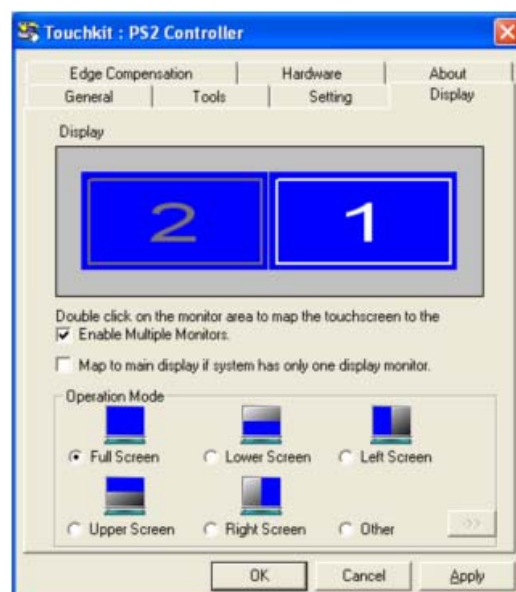 Touchkit : PS2 Controller
Edge Compensation Hardware About
General Tools Setting Display
Display
2 1
Double click on the monitor area to map the touchscreen to the
Enable Multiple Monitors.
Map to main display if system has only one display monitor.
Operation Mode
Full Screen Lower Screen Left Screen
Upper Screen Right Screen Other >>
OK Cancel Apply